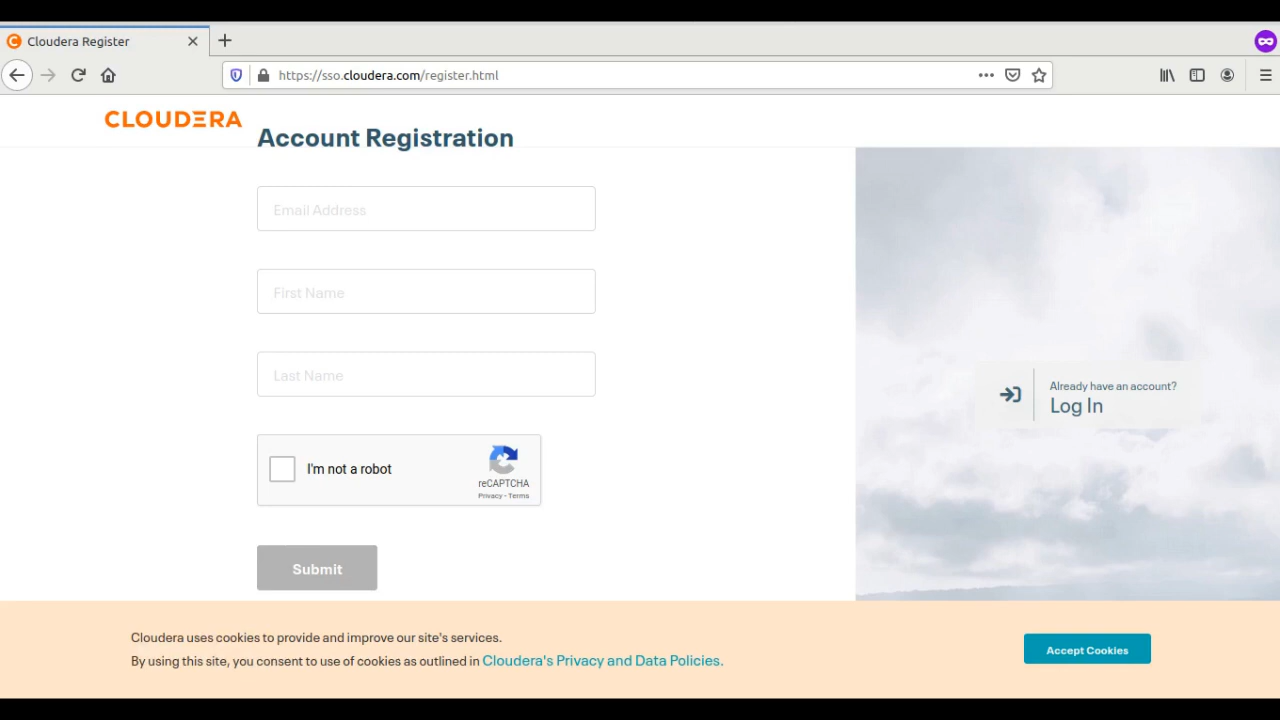 Cloudera Register
https://sso.cloudera.com/register.html
CLOUDERA
Account Registration
Email Address
First Name
Last Name
I'm not a robot
reCAPTCHA
Privacy - Terms
Submit
Already have an account?
Log In
Cloudera uses cookies to provide and improve our site's services.
By using this site, you consent to use of cookies as outlined in Cloudera's Privacy and Data Policies.
Accept Cookies